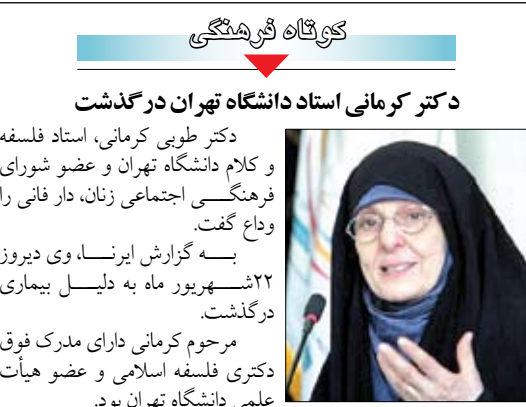 کوتاه فرهنگی
دکتر کرمانی استاد دانشگاه تهران درگذشت
دکتر طوبی کرمانی، استاد فلسفه
و کلام دانشگاه تهران و عضو شورای
فرهنگـــی اجتماعی زنان، دار فانی را
وداع گفت.
بـــه گزارش ایرنـــا، وی دیروز
۲۲شـــهریور ماه به دلیـــل بیماری
درگذشت.
مرحوم کرمانی دارای مدرک فوق
دکتری فلسفه اسلامی و عضو هیأت
علمی دانشگاه تهران بود.